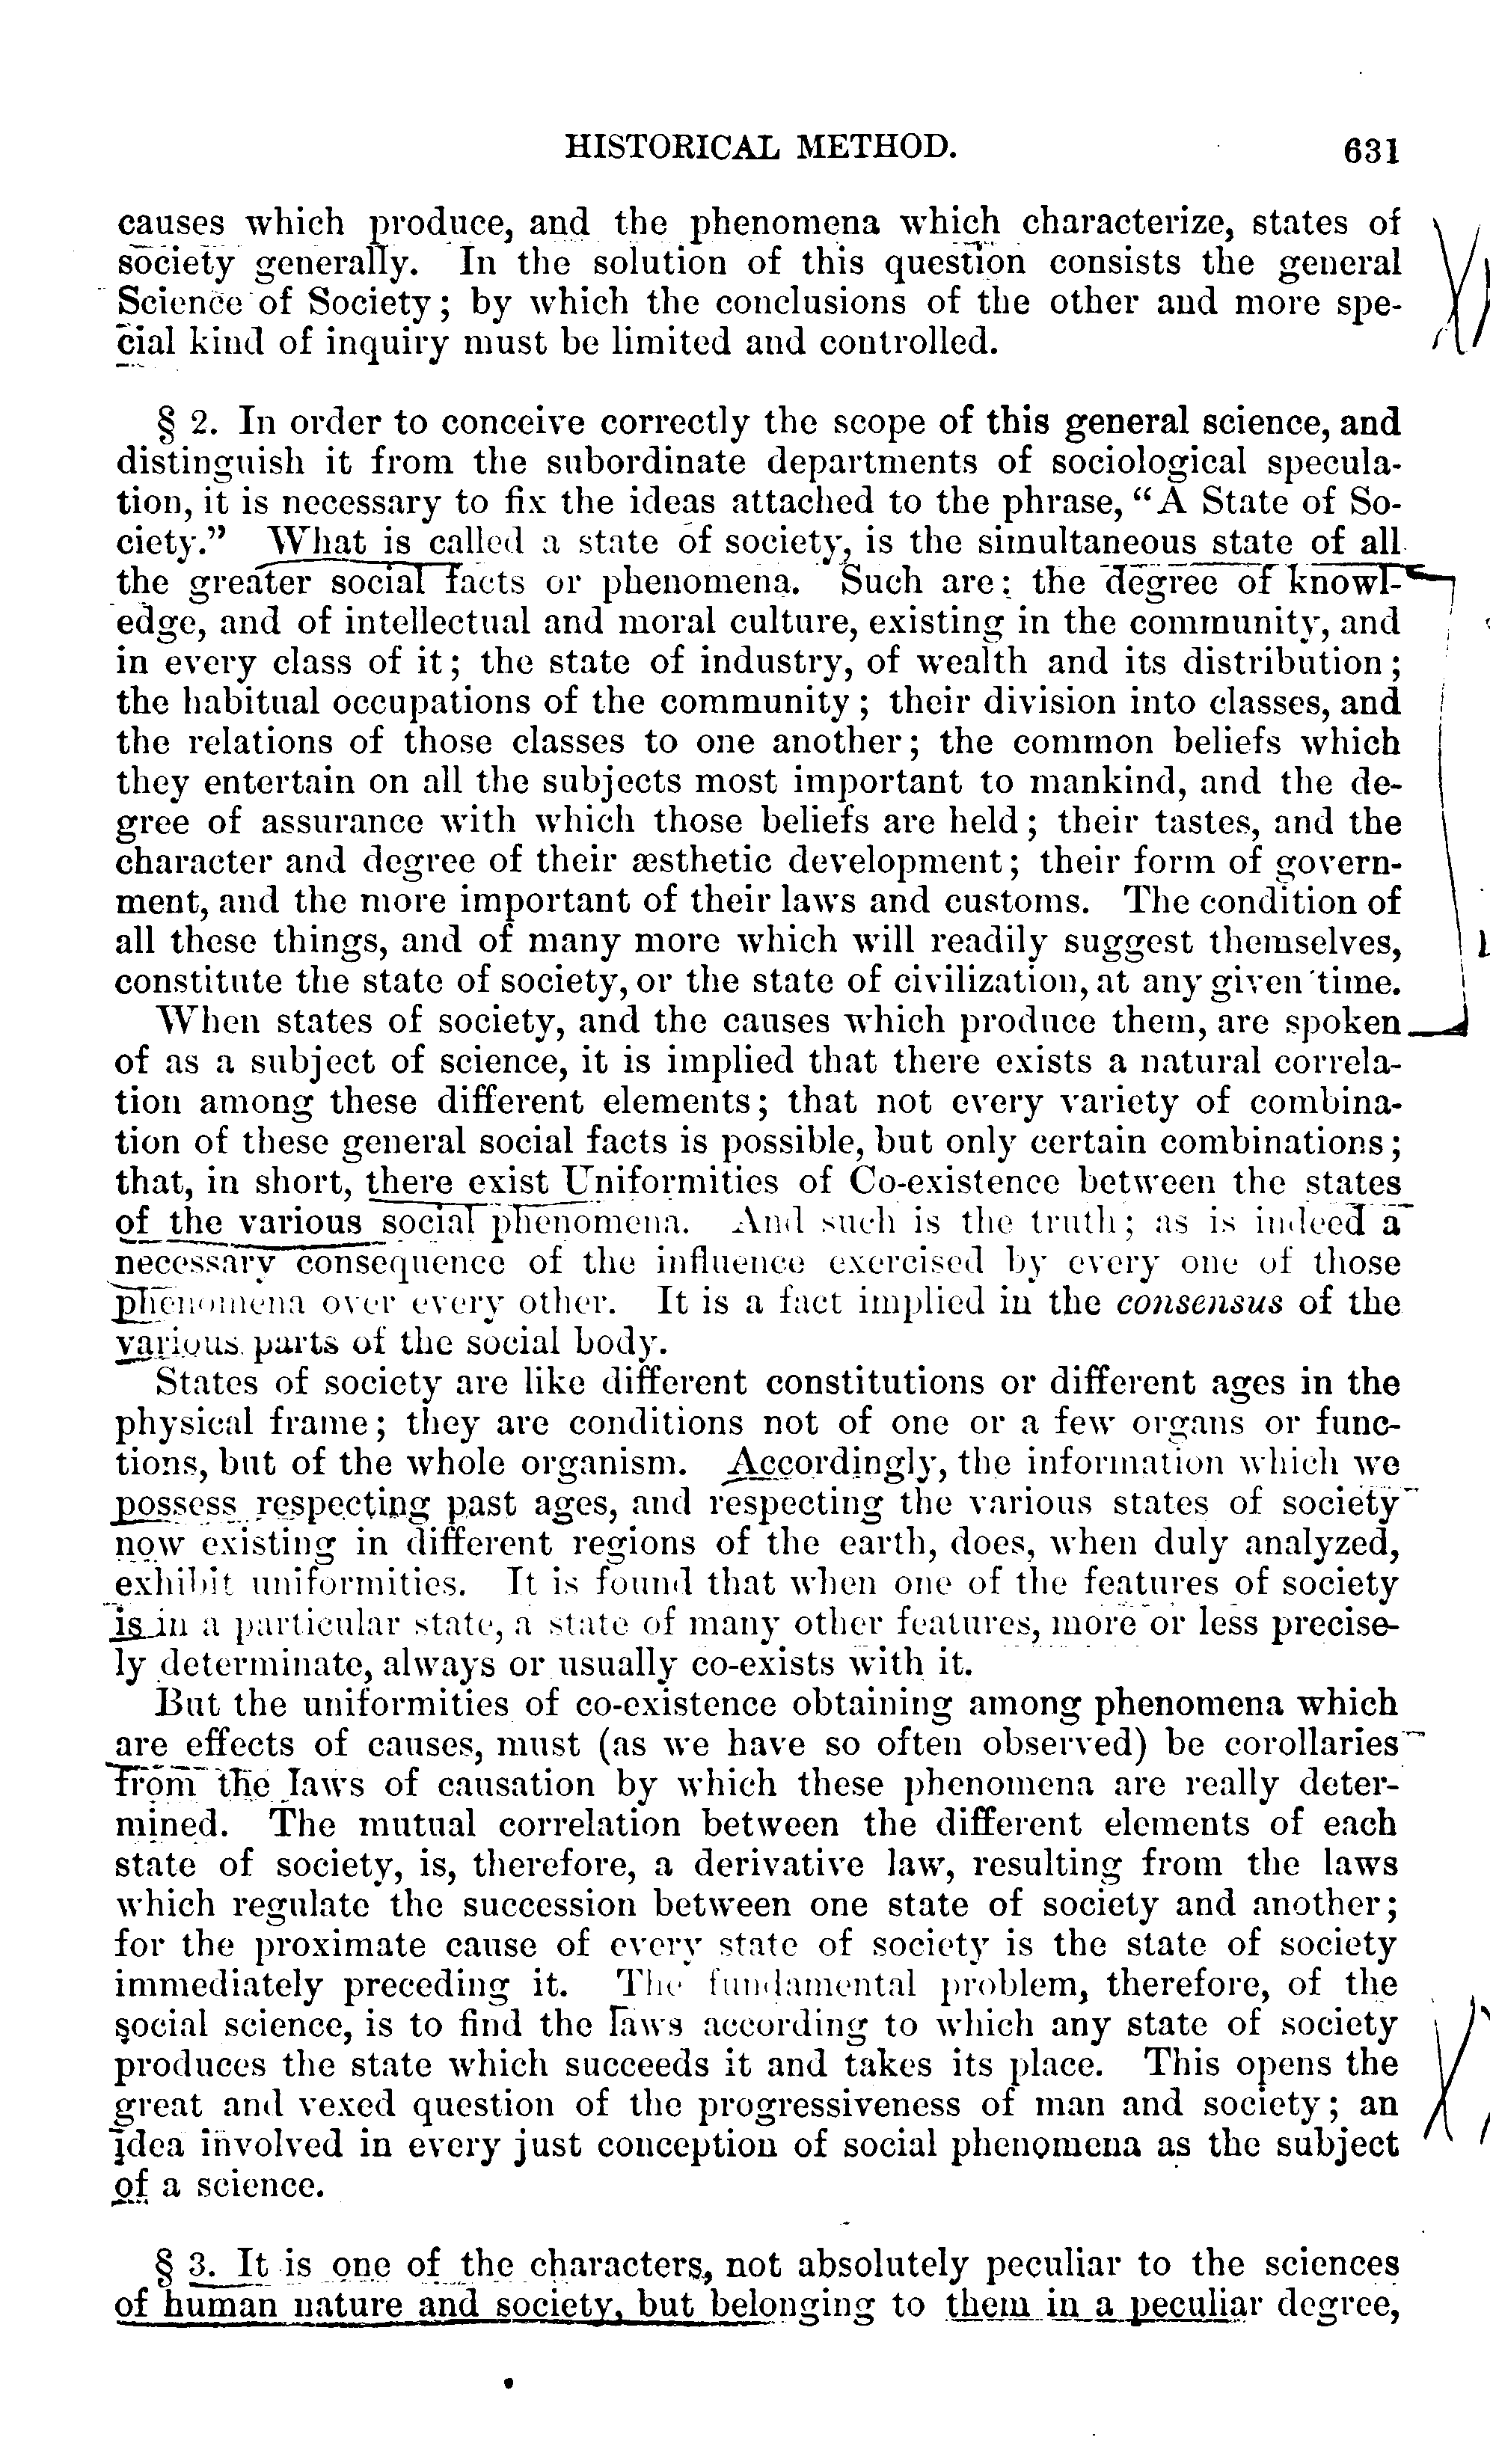 HISTORICAL METHOD. 631
causes which produce, and the phenomena which characterize, states of
society generally. In the solution of this question consists the general
Science of Society; by which the conclusions of the other and more spe-
cial kind of inquiry must be limited and controlled.
§ 2. In order to conceive correctly the scope of this general science, and
distinguish it from the subordinate departments of sociological specula-
tion, it is necessary to fix the ideas attached to the phrase, “A State of So-
ciety.” What is called a state of society, is the simultaneous state of all
the greater social facts or phenomena. Such are: the degree of knowl-
edge, and of intellectual and moral culture, existing in the community, and
in every class of it; the state of industry, of wealth and its distribution;
the habitual occupations of the community; their division into classes, and
the relations of those classes to one another; the common beliefs which
they entertain on all the subjects most important to mankind, and the de-
gree of assurance with which those beliefs are held; their tastes, and the
character and degree of their æsthetic development; their form of govern-
ment, and the more important of their laws and customs. The condition of
all these things, and of many more which will readily suggest themselves,
constitute the state of society, or the state of civilization, at any given time.
When states of society, and the causes which produce them, are spoken
of as a subject of science, it is implied that there exists a natural correla-
tion among these different elements; that not every variety of combina-
tion of these general social facts is possible, but only certain combinations;
that, in short, there exist Uniformities of Co-existence between the states
of the various social phenomena. And such is the truth; as is indeed a
necessary consequence of the influence exercised by every one of those
phenomena over every other. It is a fact implied in the consensus of the
various parts of the social body.
States of society are like different constitutions or different ages in the
physical frame; they are conditions not of one or a few organs or func-
tions, but of the whole organism. Accordingly, the information which we
possess respecting past ages, and respecting the various states of society
now existing in different regions of the earth, does, when duly analyzed,
exhibit uniformities. It is found that when one of the features of society
is in a particular state, a state of many other features, more or less precise-
ly determinate, always or usually co-exists with it.
But the uniformities of co-existence obtaining among phenomena which
are effects of causes, must (as we have so often observed) be corollaries
from the laws of causation by which these phenomena are really deter-
mined. The mutual correlation between the different elements of each
state of society, is, therefore, a derivative law, resulting from the laws
which regulate the succession between one state of society and another;
for the proximate cause of every state of society is the state of society
immediately preceding it. The fundamental problem, therefore, of the
social science, is to find the laws according to which any state of society
produces the state which succeeds it and takes its place. This opens the
great and vexed question of the progressiveness of man and society; an
idea involved in every just conception of social phenomena as the subject
of a science.
§ 3. It is one of the characters, not absolutely peculiar to the sciences
of human nature and society, but belonging to them in a peculiar degree,